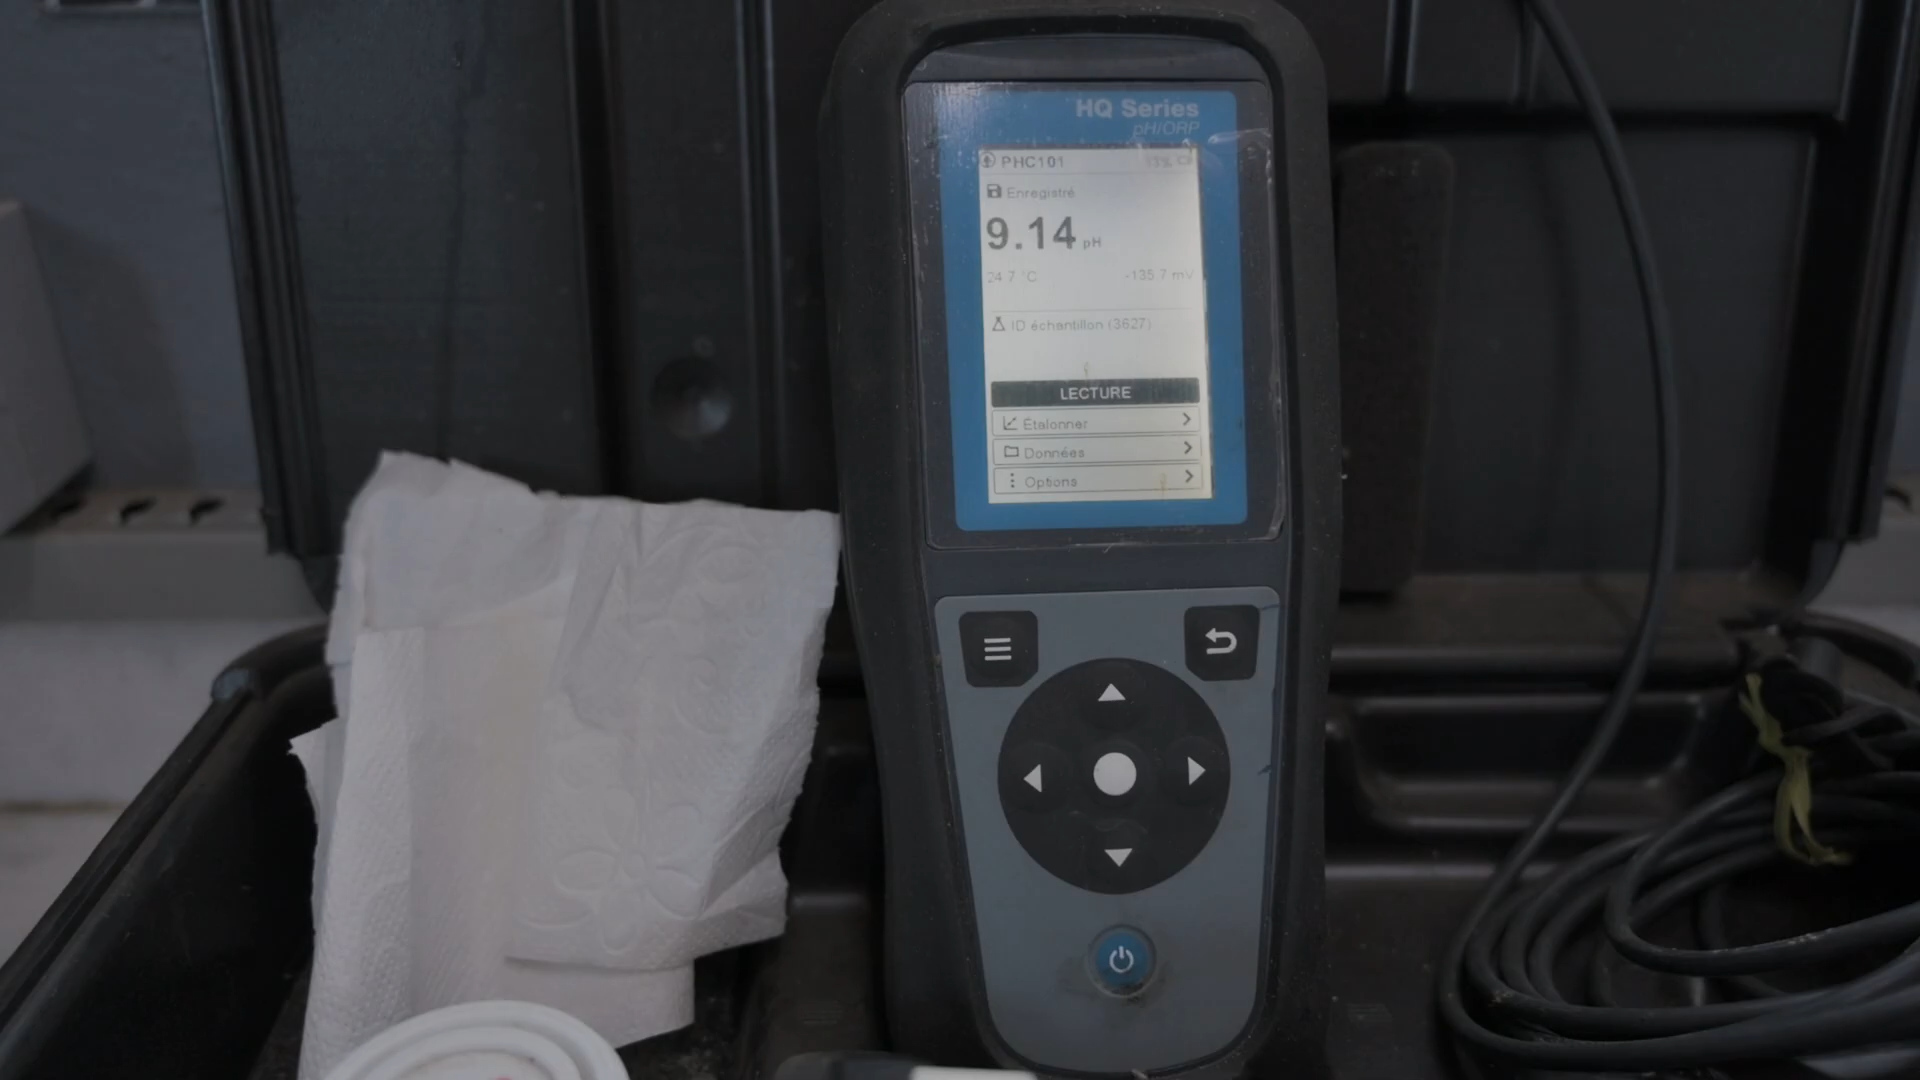 HQ Series
pH/ORP
PHC101 13%
Enregistré
9.14 pH
24.7 °C -135.7 mV
ID échantillon (3627)
LECTURE
Étalonner
Données
Options